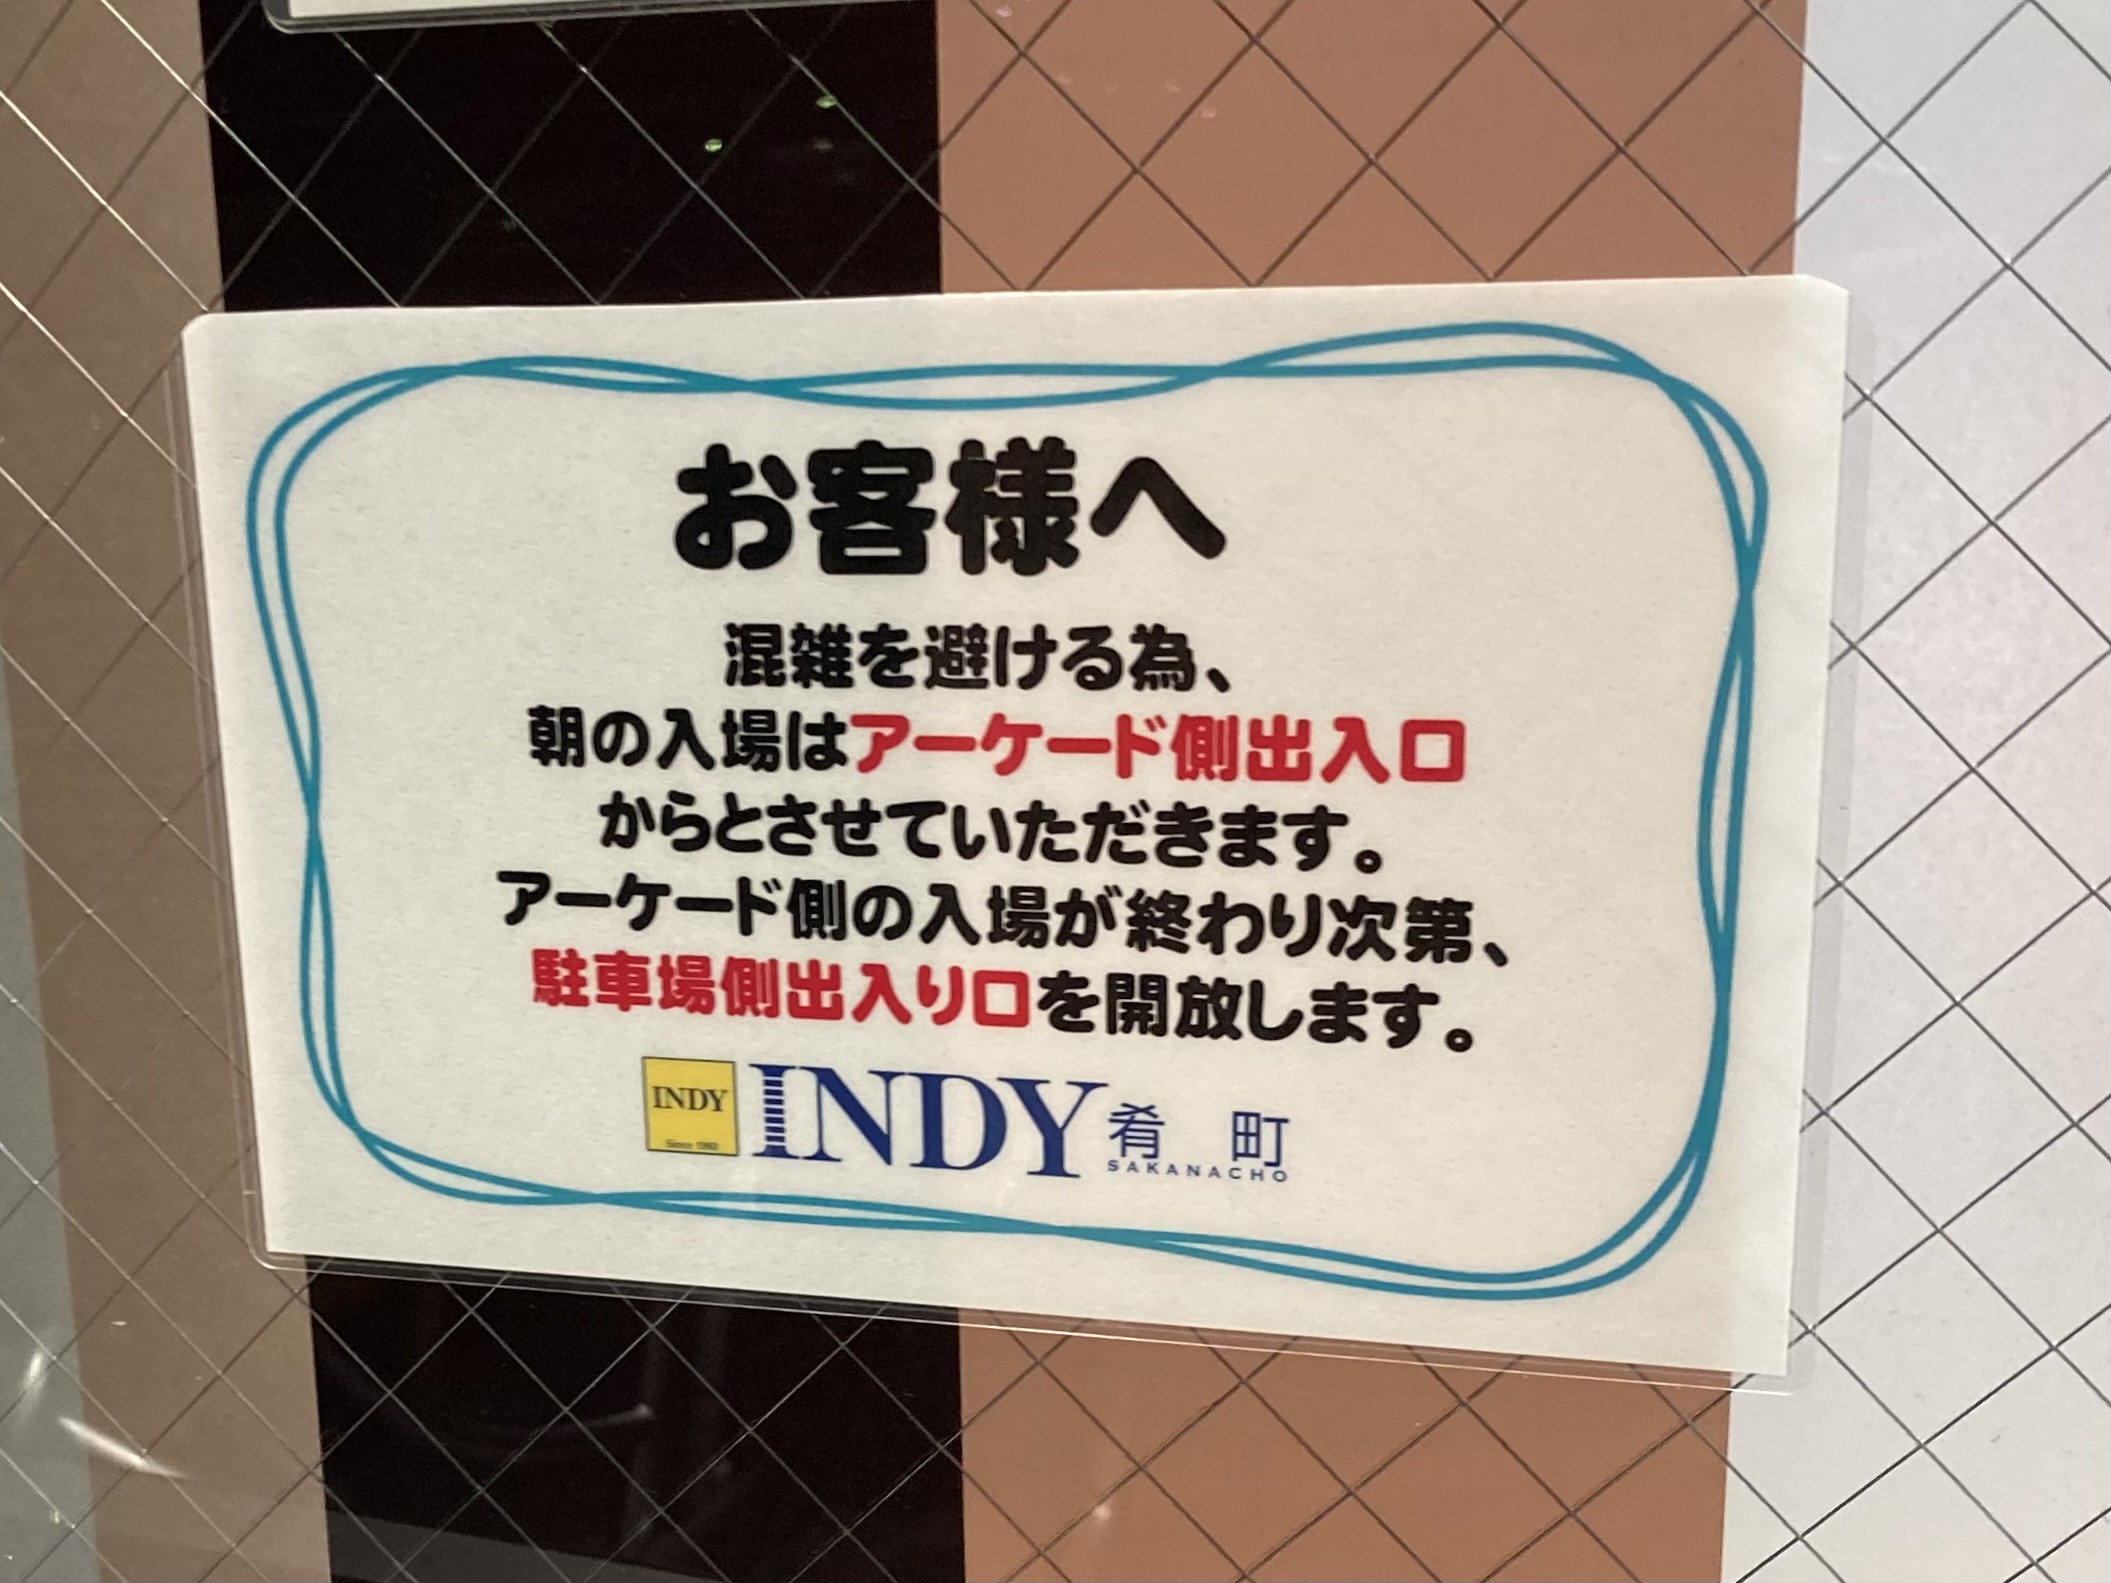 お客様へ
混雑を避ける為、
朝の入場はアーケード側出入口
からとさせていただきます。
アーケード側の入場が終わり次第、
駐車場側出入り口を開放します。
INDY
INDY 肴町
SAKANACHO